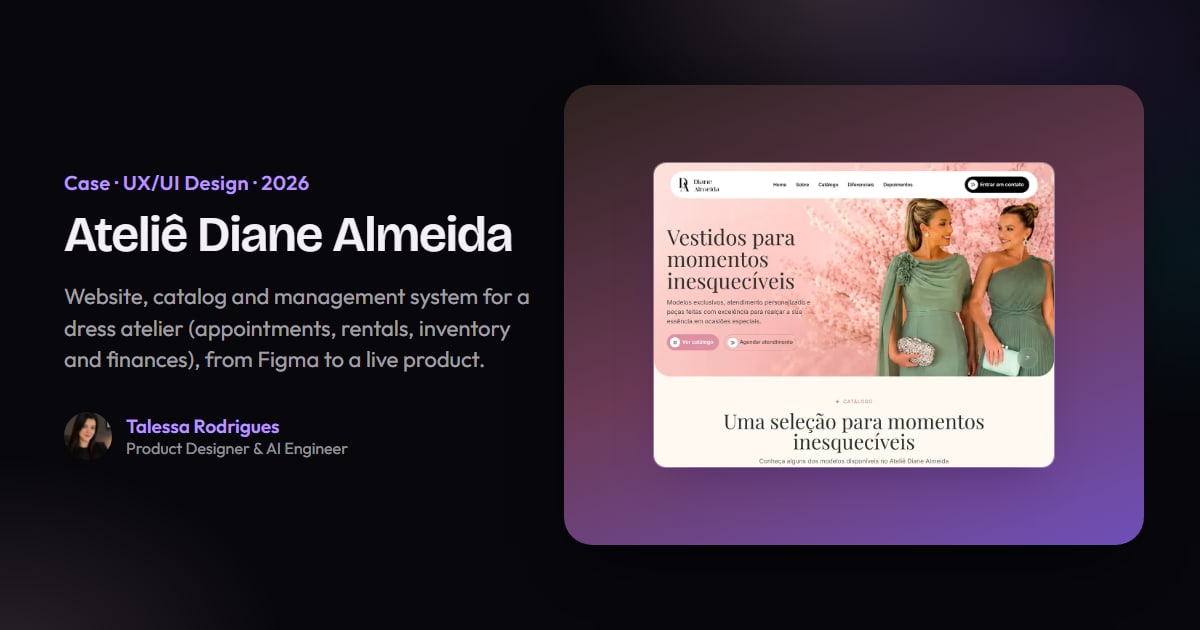 Case · UX/UI Design · 2026
Ateliê Diane Almeida
Website, catalog and management system for a
dress atelier (appointments, rentals, inventory
and finances), from Figma to a live product.
Talessa Rodrigues
Product Designer & AI Engineer
DA
Diane
Almeida
Home Sobre Catálogo Diferenciais Depoimentos
Entrar em contato
Vestidos para
momentos
inesquecíveis
Modelos exclusivos, atendimento personalizado e
peças feitas com excelência para realçar a sua
essência em ocasiões especiais.
Ver catálogo
Agendar atendimento
CATÁLOGO
Uma seleção para momentos
inesquecíveis
Conheça alguns dos modelos disponíveis no Ateliê Diane Almeida